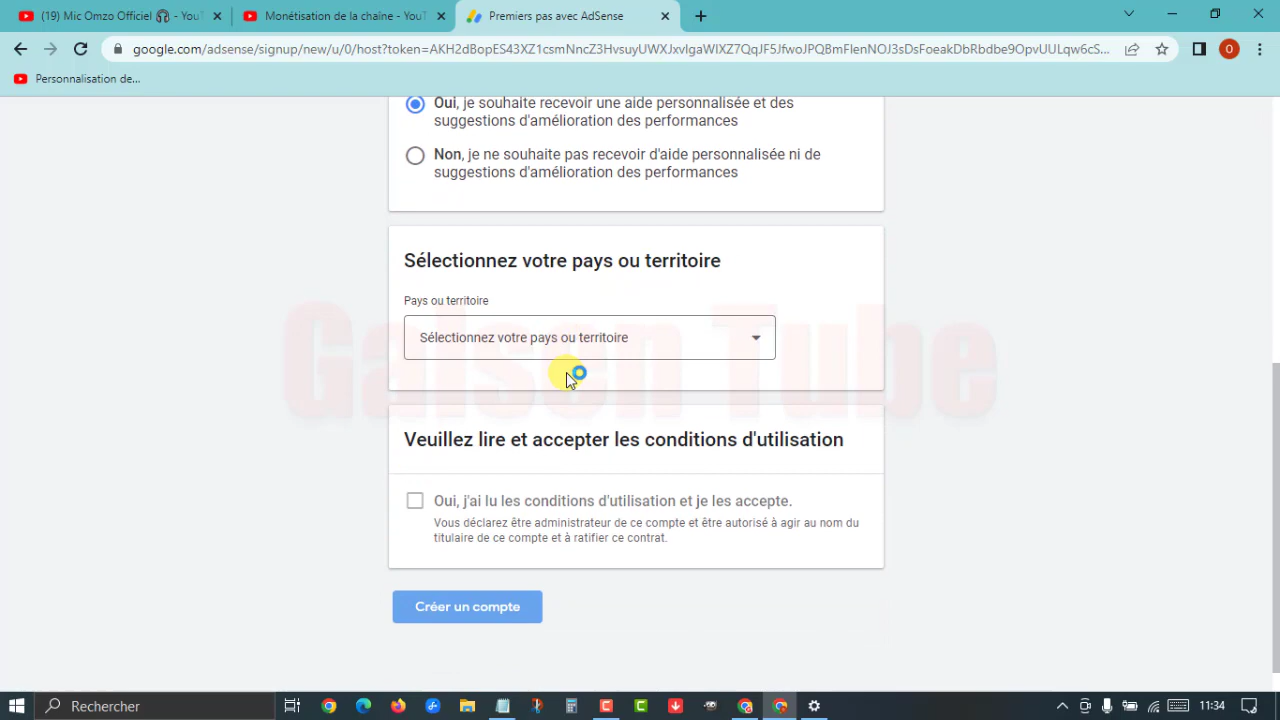 (19) Mic Omzo Officiel 🎧 - YouT
Monétisation de la chaîne - YouT
Premiers pas avec AdSense
google.com/adsense/signup/new/u/0/host?token=AKH2dBopES43XZ1csmNncZ3HvsuyUWXJxvlgaWIXZ7QqJF5JfwoJPQBmFlenNOJ3sDsFoeakDbRbdbe9OpvUULqw6cS...
O
Personnalisation de...
Oui, je souhaite recevoir une aide personnalisée et des
suggestions d'amélioration des performances
Non, je ne souhaite pas recevoir d'aide personnalisée ni de
suggestions d'amélioration des performances
Sélectionnez votre pays ou territoire
Pays ou territoire
Sélectionnez votre pays ou territoire
Galsen Tube
Veuillez lire et accepter les conditions d'utilisation
Oui, j'ai lu les conditions d'utilisation et je les accepte.
Vous déclarez être administrateur de ce compte et être autorisé à agir au nom du
titulaire de ce compte et à ratifier ce contrat.
Créer un compte
Rechercher
11:34